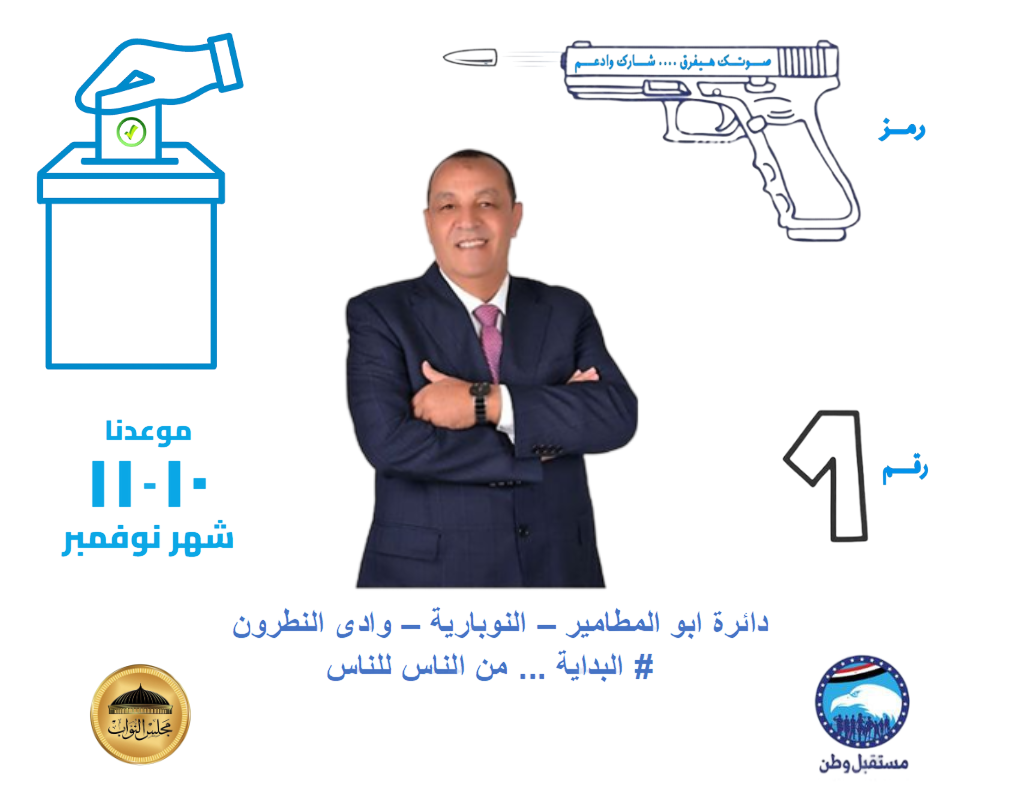 صوتك هيفرق .... شارك وادعم
رمز
1
رقم
موعدنا
١٠-١١
شهر نوفمبر
دائرة ابو المطامير – النوبارية – وادى النطرون
# البداية ... من الناس للناس
مجلس النواب
مستقبل وطن